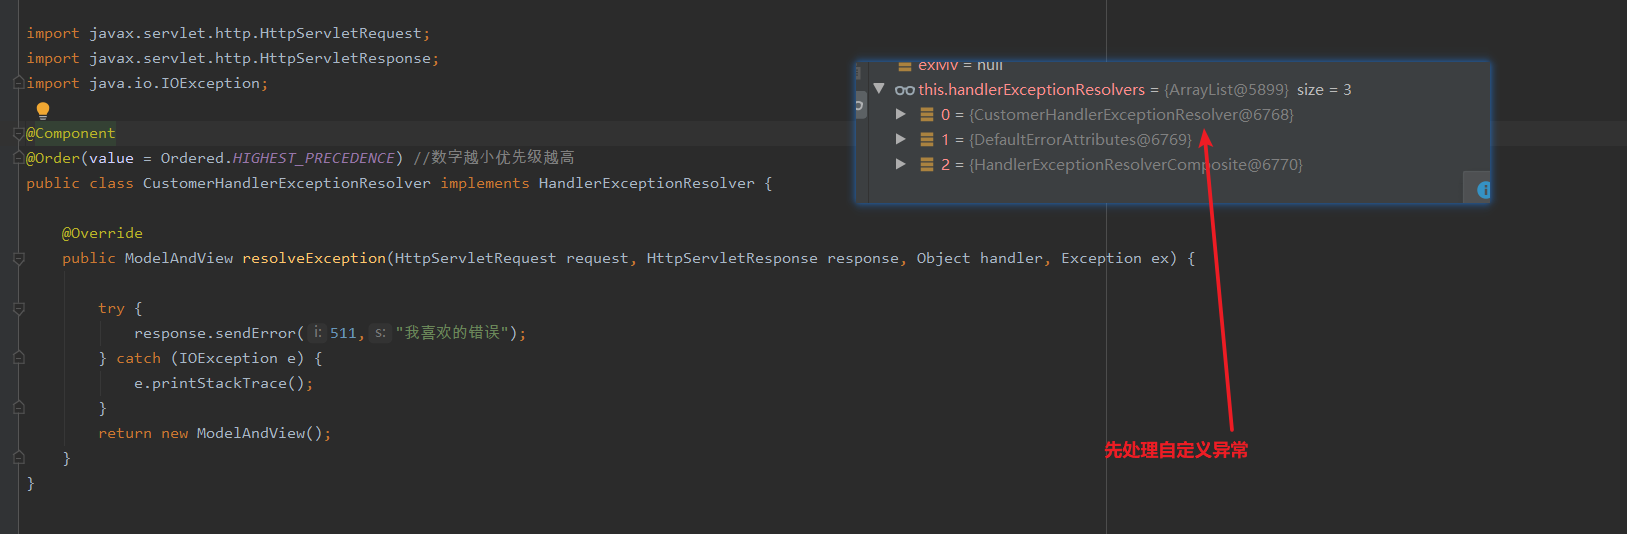 import javax.servlet.http.HttpServletRequest;
import javax.servlet.http.HttpServletResponse;
import java.io.IOException;
@Component
@Order(value = Ordered.HIGHEST_PRECEDENCE) //数字越小优先级越高
public class CustomerHandlerExceptionResolver implements HandlerExceptionResolver {
@Override
public ModelAndView resolveException(HttpServletRequest request, HttpServletResponse response, Object handler, Exception ex) {
try {
response.sendError( i: 511, s: "我喜欢的错误");
} catch (IOException e) {
e.printStackTrace();
}
return new ModelAndView();
}
}
exMv = null
this.handlerExceptionResolvers = {ArrayList@5899} size = 3
0 = {CustomerHandlerExceptionResolver@6768}
1 = {DefaultErrorAttributes@6769}
2 = {HandlerExceptionResolverComposite@6770}
先处理自定义异常